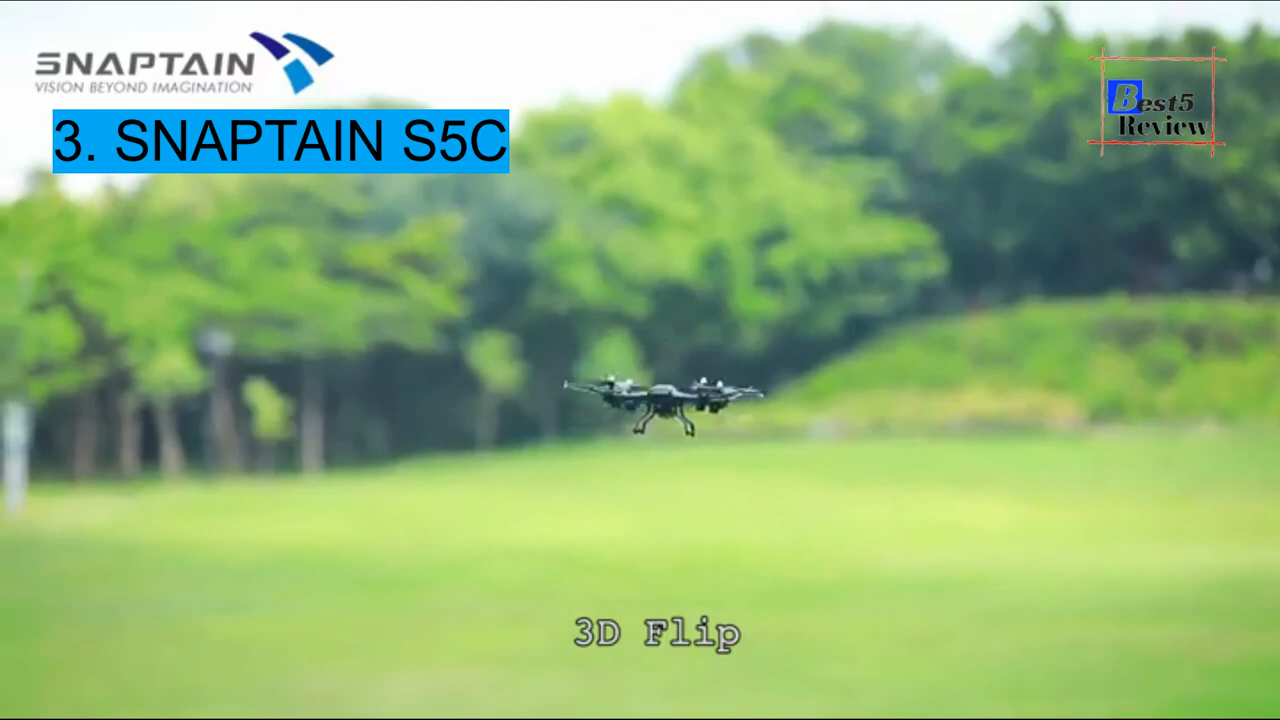 SNAPTAIN
VISION BEYOND IMAGINATION
3. SNAPTAIN S5C
Best5
Review
3D Flip